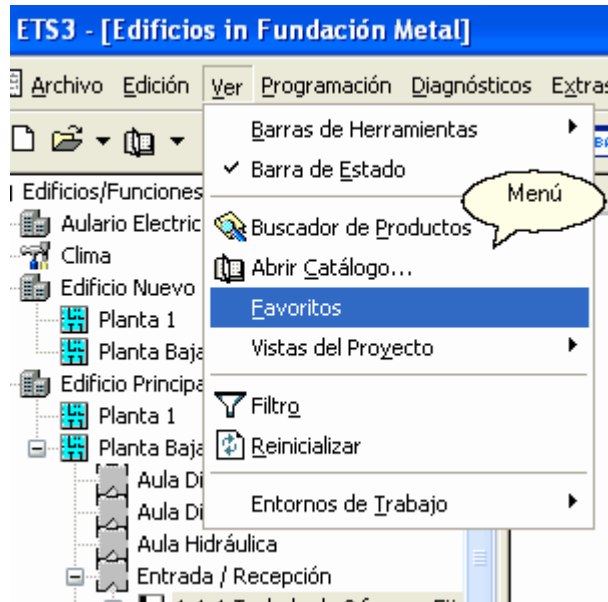 ETS3 - [Edificios in Fundación Metal]
Archivo Edición Ver Programación Diagnósticos Extras
Barras de Herramientas
Barra de Estado
Menú
Buscador de Productos
Abrir Catálogo...
Favoritos
Vistas del Proyecto
Filtro
Reinicializar
Entornos de Trabajo
Edificios/Funciones
Aulario Electric
Clima
Edificio Nuevo
Planta 1
Planta Baja
Edificio Principa
Planta 1
Planta Baja
Aula Di
Aula Di
Aula Hidráulica
Entrada / Recepción